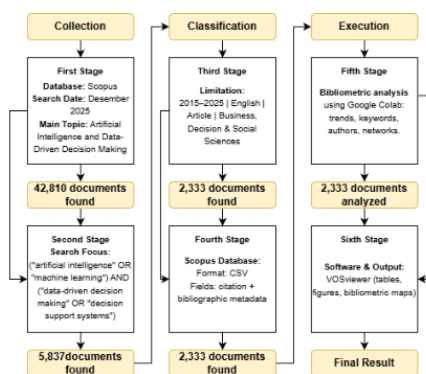 Collection
First Stage
Database: Scopus
Search Date: Desember
2025
Main Topic: Artificial
Intelligence and Data-
Driven Decision Making
42,810 documents
found
Second Stage
Search Focus:
("artificial intelligence" OR
"machine learning") AND
("data-driven decision
making" OR "decision
support systems")
5,837documents
found
Classification
Third Stage
Limitation:
2015–2025 | English |
Article | Business,
Decision & Social
Sciences
2,333 documents
found
Fourth Stage
Scopus Database:
Format: CSV
Fields: citation +
bibliographic metadata
2,333 documents
found
Execution
Fifth Stage
Bibliometric analysis
using Google Colab:
trends, keywords,
authors, networks.
2,333 documents
analyzed
Sixth Stage
Software & Output:
VOSviewer (tables,
figures, bibliometric maps)
Final Result